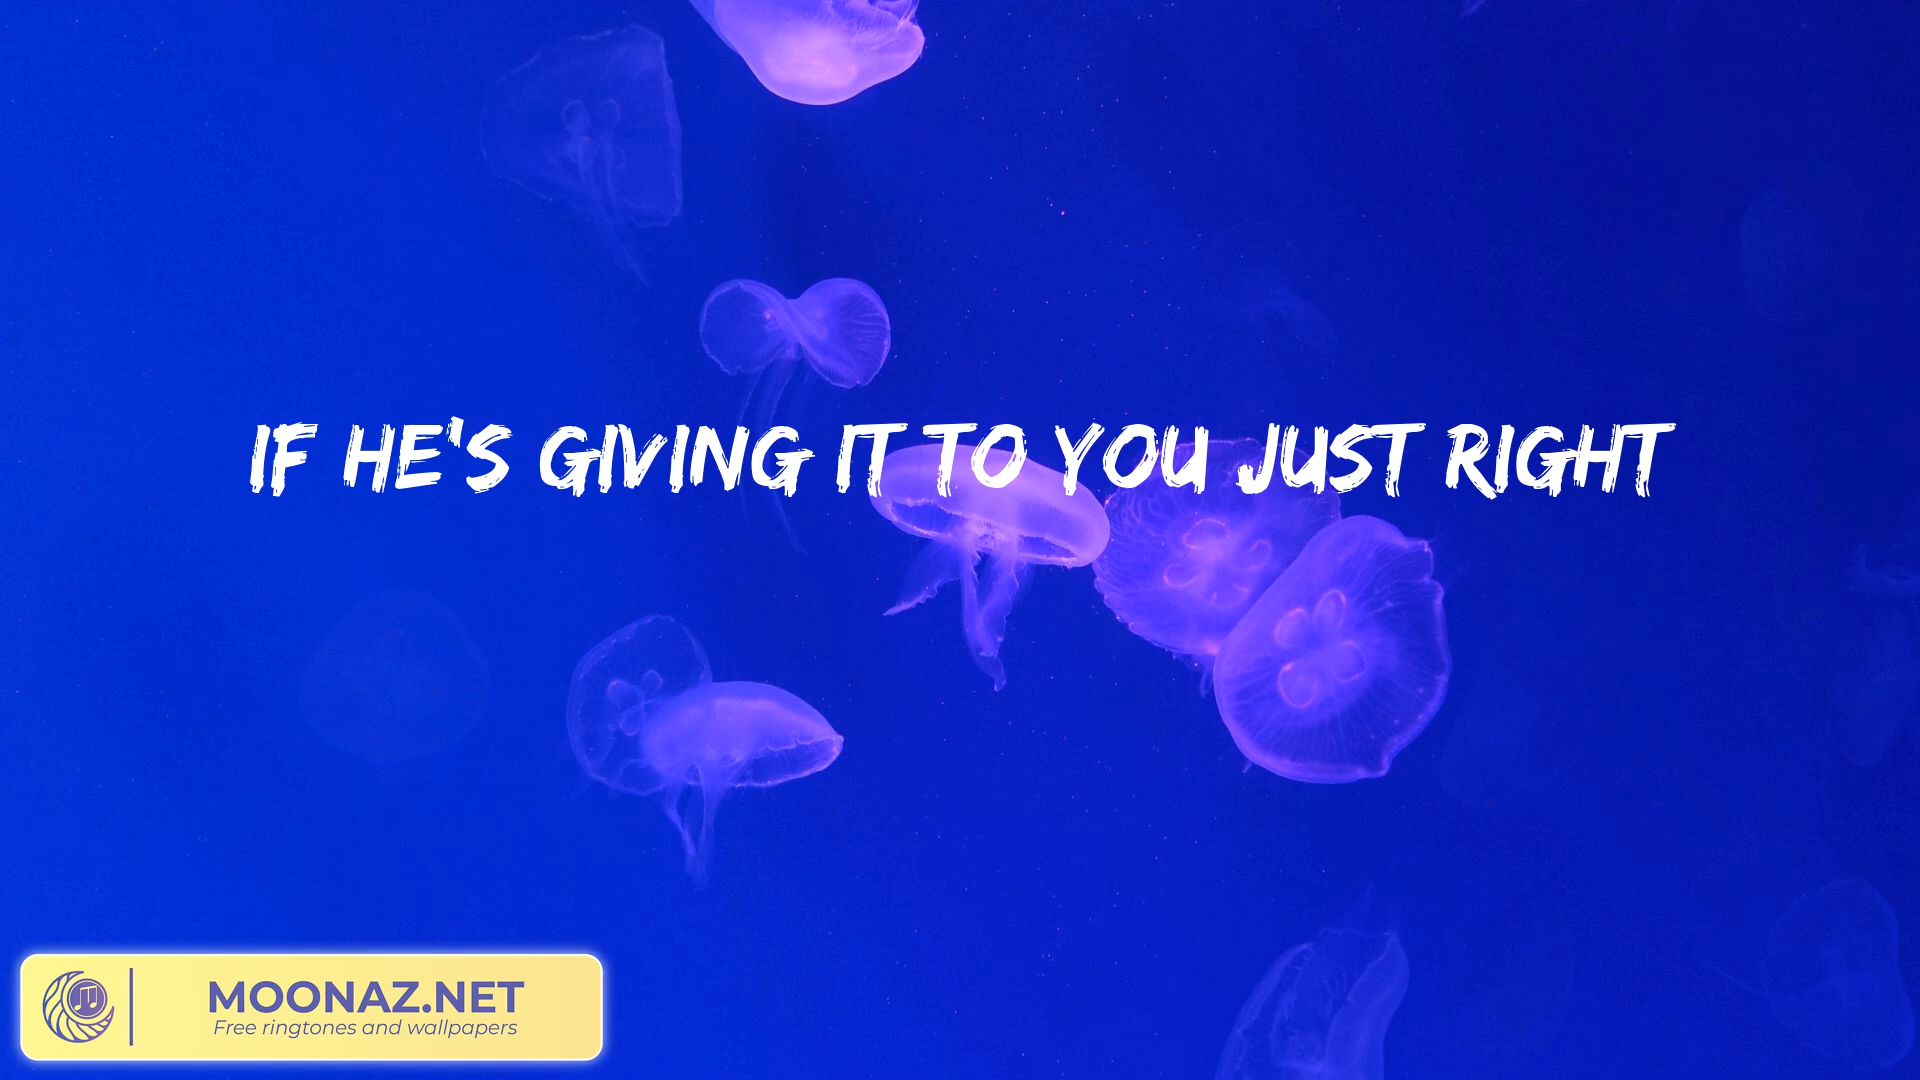 IF HE'S GIVING IT TO YOU JUST RIGHT
MOONAZ.NET
Free ringtones and wallpapers